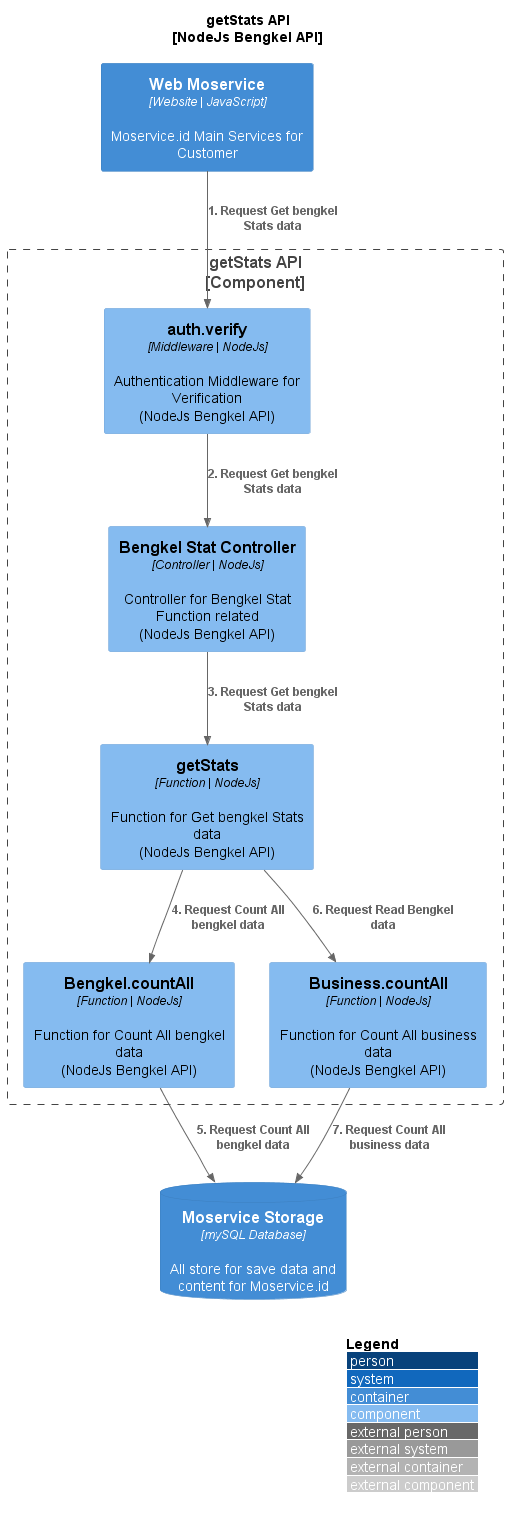 getStats API
[NodeJs Bengkel API]
Web Moservice
[Website | JavaScript]
Moservice.id Main Services for
Customer
1. Request Get bengkel
Stats data
getStats API
[Component]
auth.verify
[Middleware | NodeJs]
Authentication Middleware for
Verification
(NodeJs Bengkel API)
2. Request Get bengkel
Stats data
Bengkel Stat Controller
[Controller | NodeJs]
Controller for Bengkel Stat
Function related
(NodeJs Bengkel API)
3. Request Get bengkel
Stats data
getStats
[Function | NodeJs]
Function for Get bengkel Stats
data
(NodeJs Bengkel API)
4. Request Count All
bengkel data
6. Request Read Bengkel
data
Bengkel.countAll
[Function | NodeJs]
Function for Count All bengkel
data
(NodeJs Bengkel API)
Business.countAll
[Function | NodeJs]
Function for Count All business
data
(NodeJs Bengkel API)
5. Request Count All
bengkel data
7. Request Count All
business data
Moservice Storage
[mySQL Database]
All store for save data and
content for Moservice.id
Legend
person
system
container
component
external person
external system
external container
external component